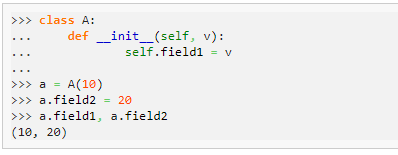 >>> class A:
...     def __init__(self, v):
...             self.field1 = v
...
>>> a = A(10)
>>> a.field2 = 20
>>> a.field1, a.field2
(10, 20)